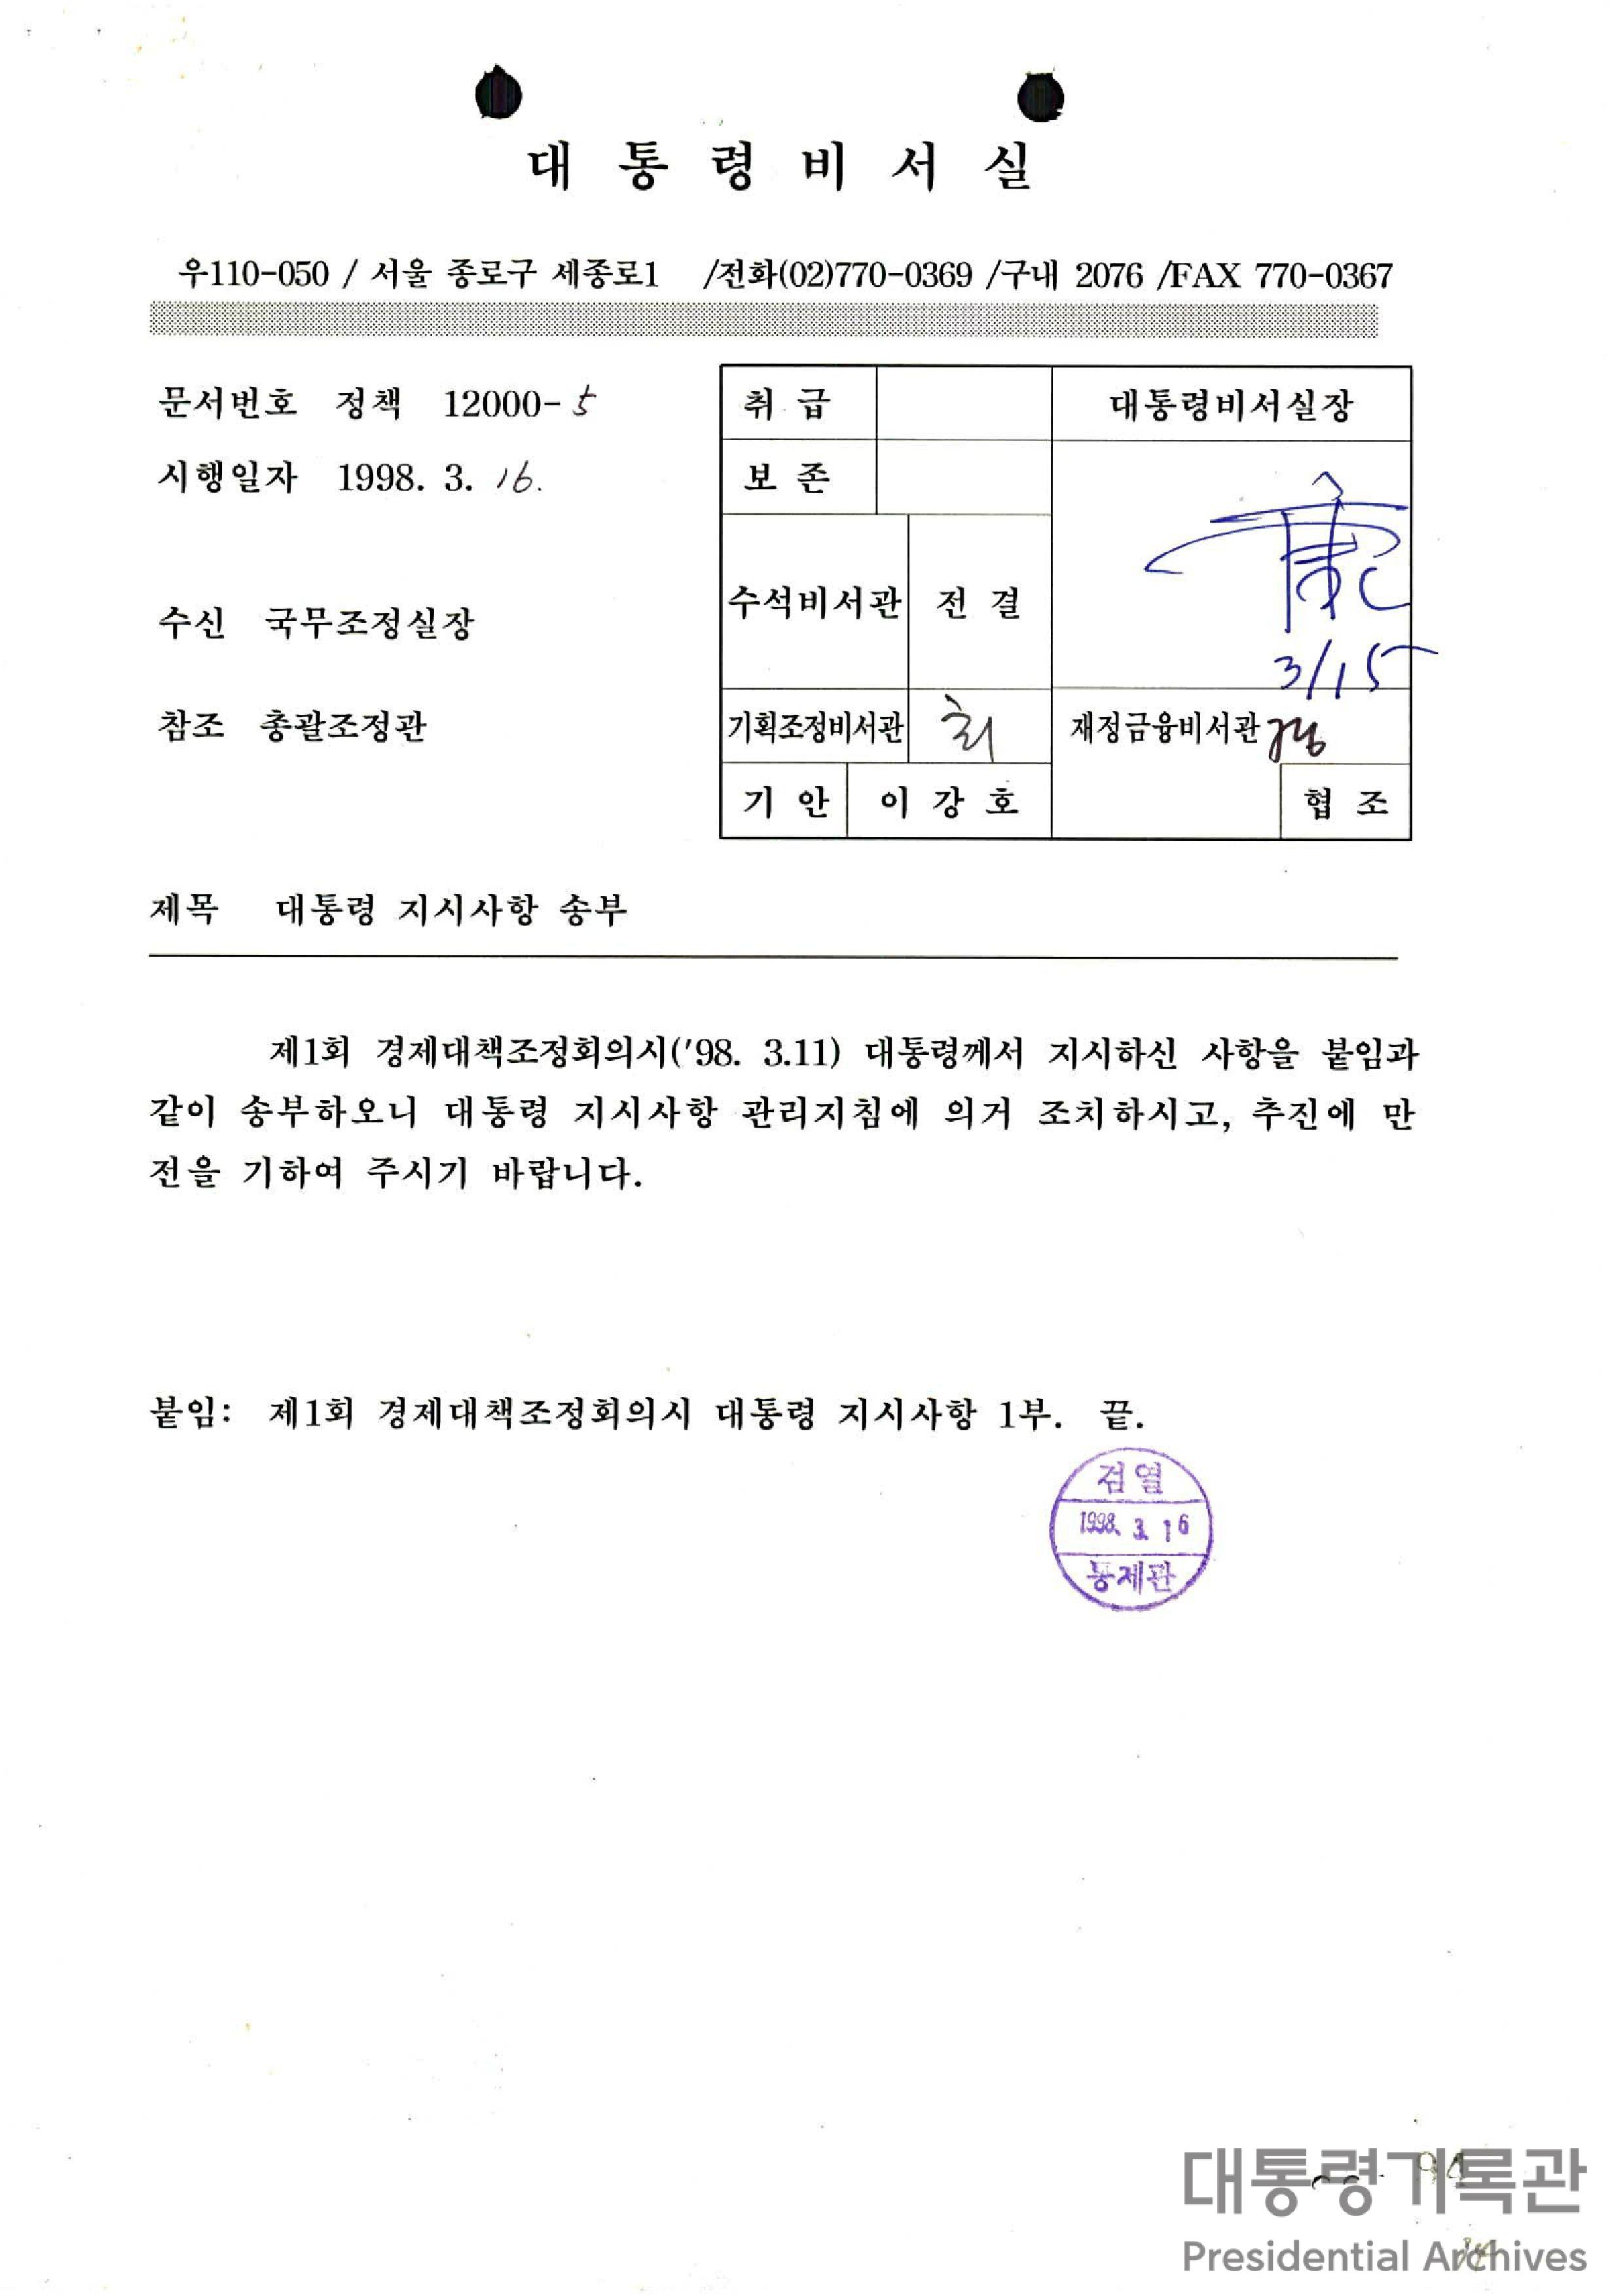 대 통 령 비 서 실
우110-050 / 서울 종로구 세종로1 /전화(02)770-0369 /구내 2076 /FAX 770-0367
문서번호 정책 12000-5
시행일자 1998. 3. 16.
수신 국무조정실장
참조 총괄조정관
취 급
대통령비서실장
보 존
수석비서관
전 결
3/15
기획조정비서관
재정금융비서관
기 안
이 강 호
협 조
제목 대통령 지시사항 송부
제1회 경제대책조정회의시('98. 3.11) 대통령께서 지시하신 사항을 붙임과
같이 송부하오니 대통령 지시사항 관리지침에 의거 조치하시고, 추진에 만
전을 기하여 주시기 바랍니다.
붙임: 제1회 경제대책조정회의시 대통령 지시사항 1부. 끝.
검열
1998. 3. 16
통제관
대통령기록관
Presidential Archives